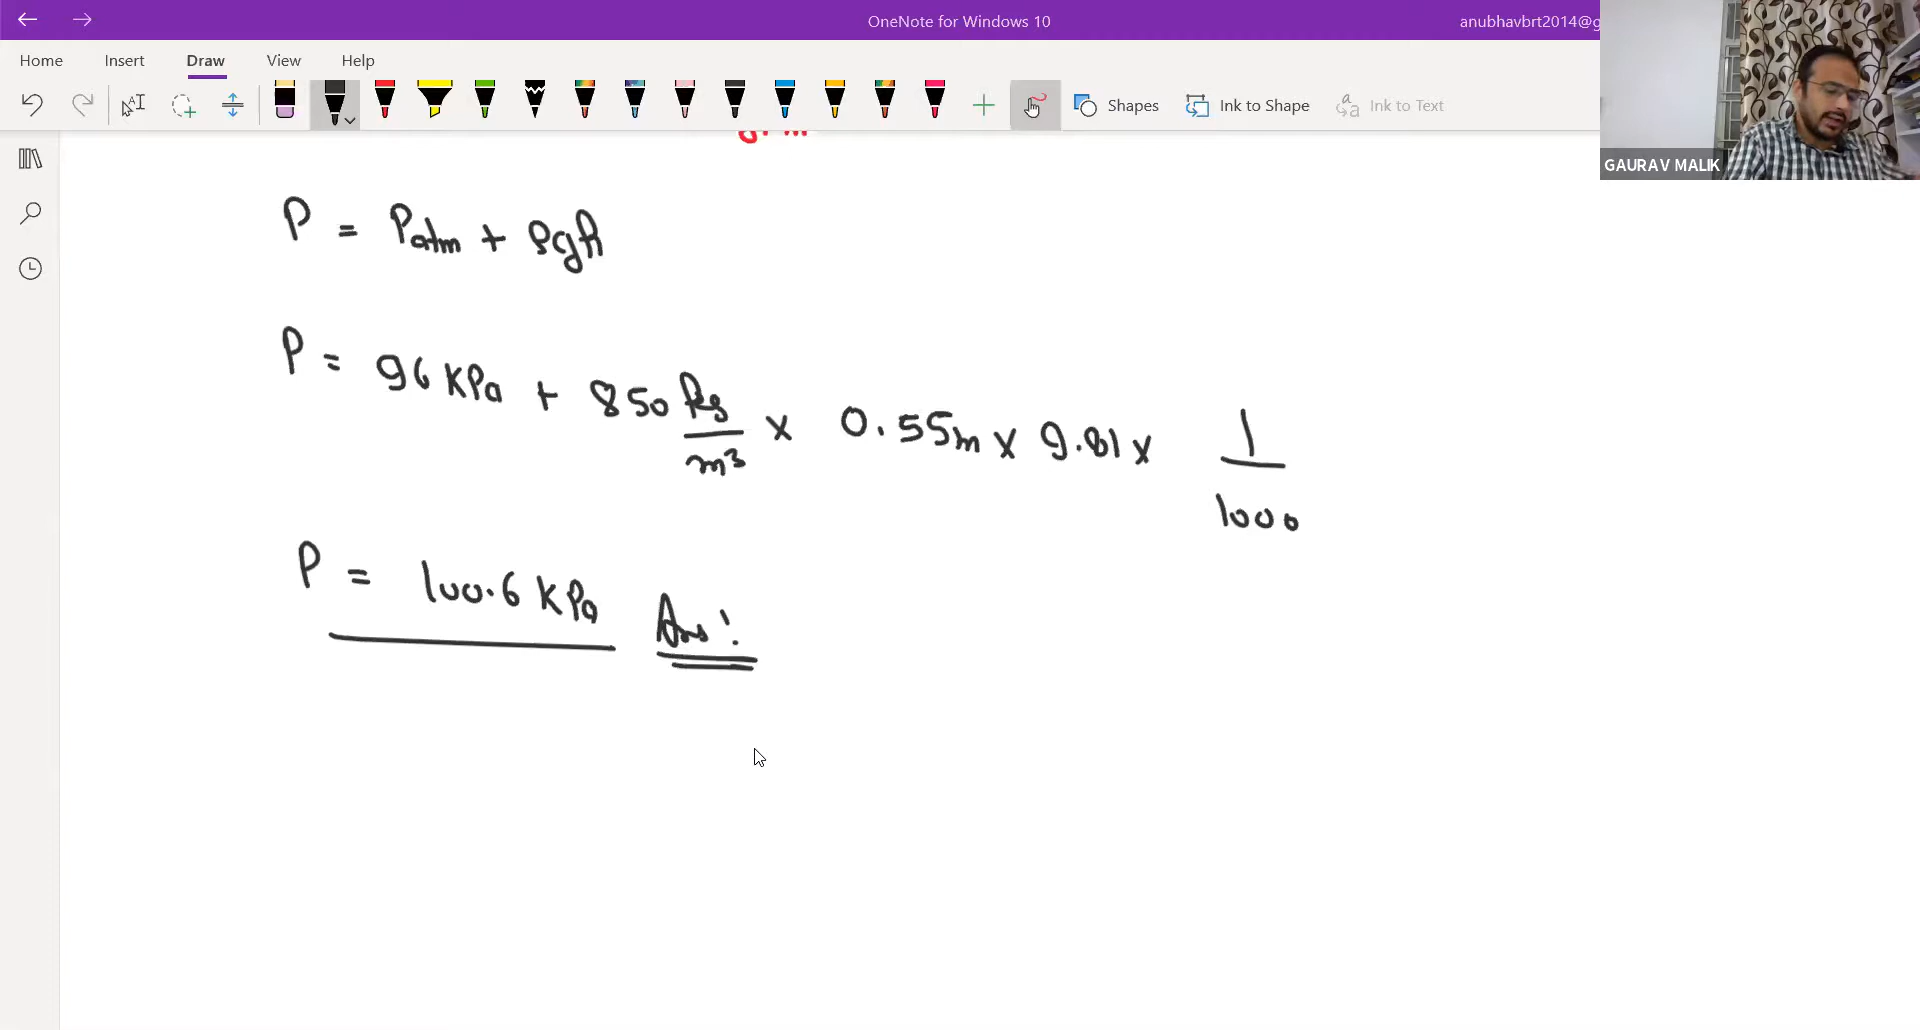 OneNote for Windows 10
anubhavbrt2014@g
Home Insert Draw View Help
Shapes Ink to Shape Ink to Text
GAURAV MALIK
P = Patm + ρgh
P = 96 KPa + 850 kg/m³ x 0.55m x 9.81 x 1/1000
P = 100.6 KPa Ans!